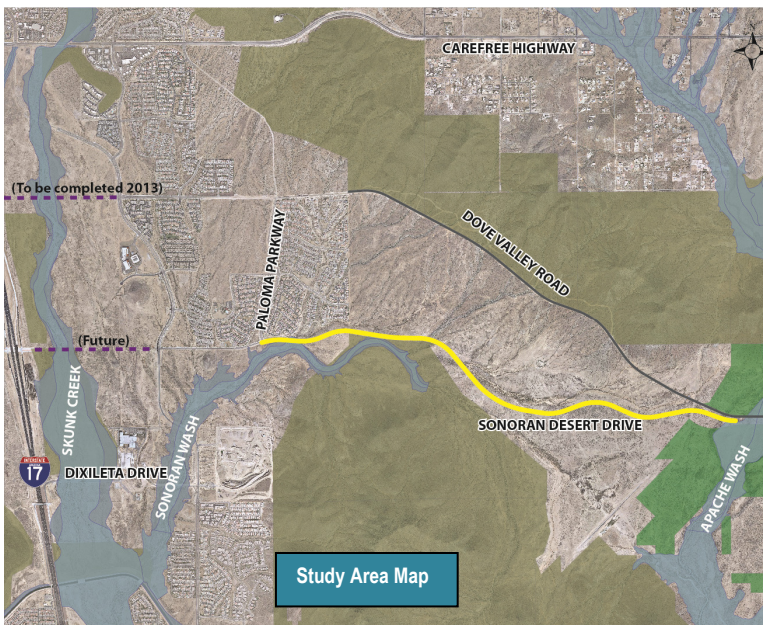 CAREFREE HIGHWAY
(To be completed 2013)
PALOMA PARKWAY
DOVE VALLEY ROAD
(Future)
SKUNK CREEK
SONORAN WASH
SONORAN DESERT DRIVE
INTERSTATE
17
DIXILETA DRIVE
APACHE WASH
Study Area Map